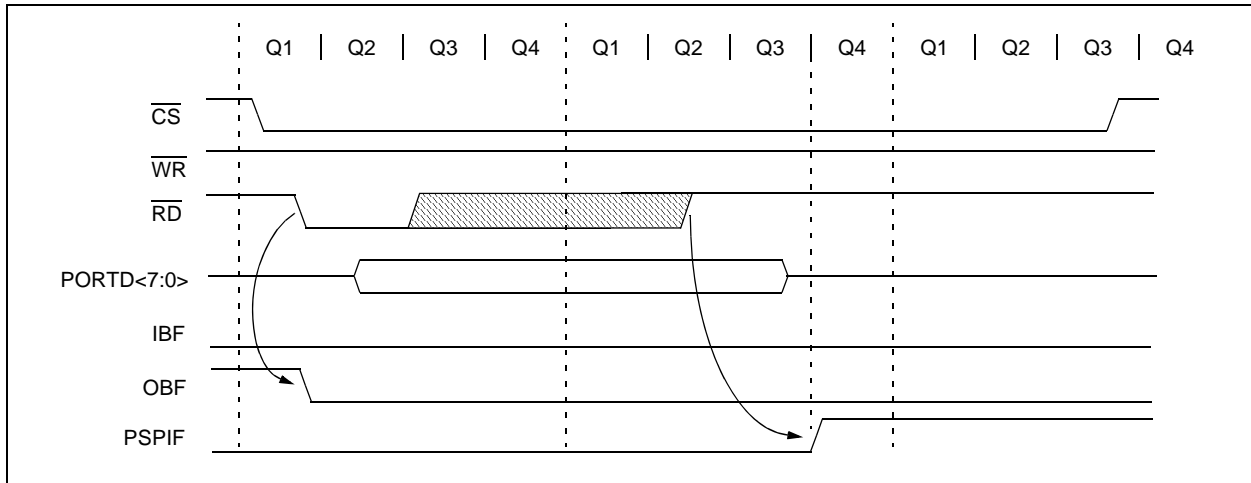 Q1 | Q2 | Q3 | Q4 | Q1 | Q2 | Q3 | Q4 | Q1 | Q2 | Q3 | Q4
CS
WR
RD
PORTD<7:0>
IBF
OBF
PSPIF